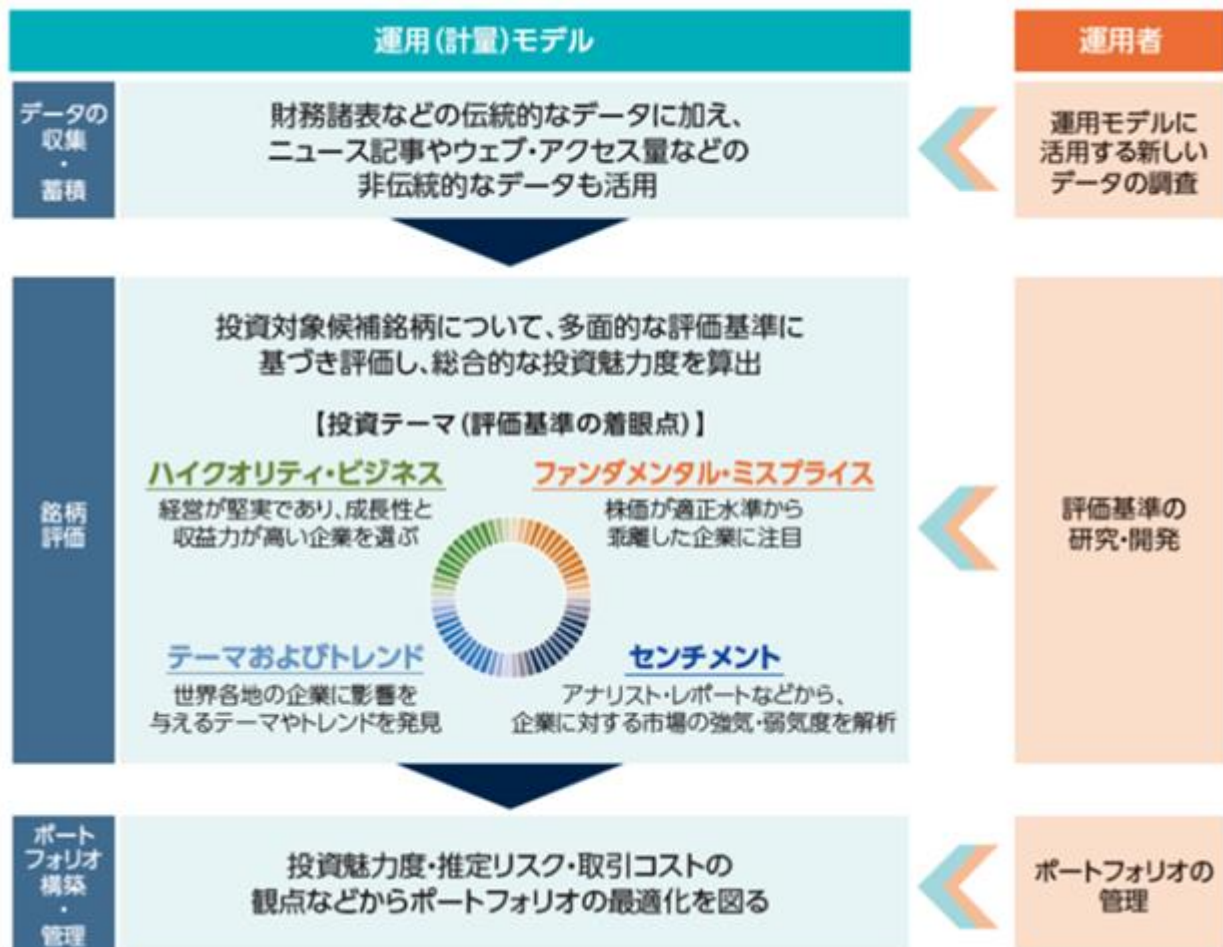 運用(計量)モデル
運用者
データの
収集
・
蓄積
財務諸表などの伝統的なデータに加え、
ニュース記事やウェブ・アクセス量などの
非伝統的なデータも活用
運用モデルに
活用する新しい
データの調査
銘柄
評価
投資対象候補銘柄について、多面的な評価基準に
基づき評価し、総合的な投資魅力度を算出
【投資テーマ(評価基準の着眼点)】
ハイクオリティ・ビジネス
経営が堅実であり、成長性と
収益力が高い企業を選ぶ
ファンダメンタル・ミスプライス
株価が適正水準から
乖離した企業に注目
テーマおよびトレンド
世界各地の企業に影響を
与えるテーマやトレンドを発見
センチメント
アナリスト・レポートなどから、
企業に対する市場の強気・弱気度を解析
評価基準の
研究・開発
ポート
フォリオ
構築
・
管理
投資魅力度・推定リスク・取引コストの
観点などからポートフォリオの最適化を図る
ポートフォリオの
管理